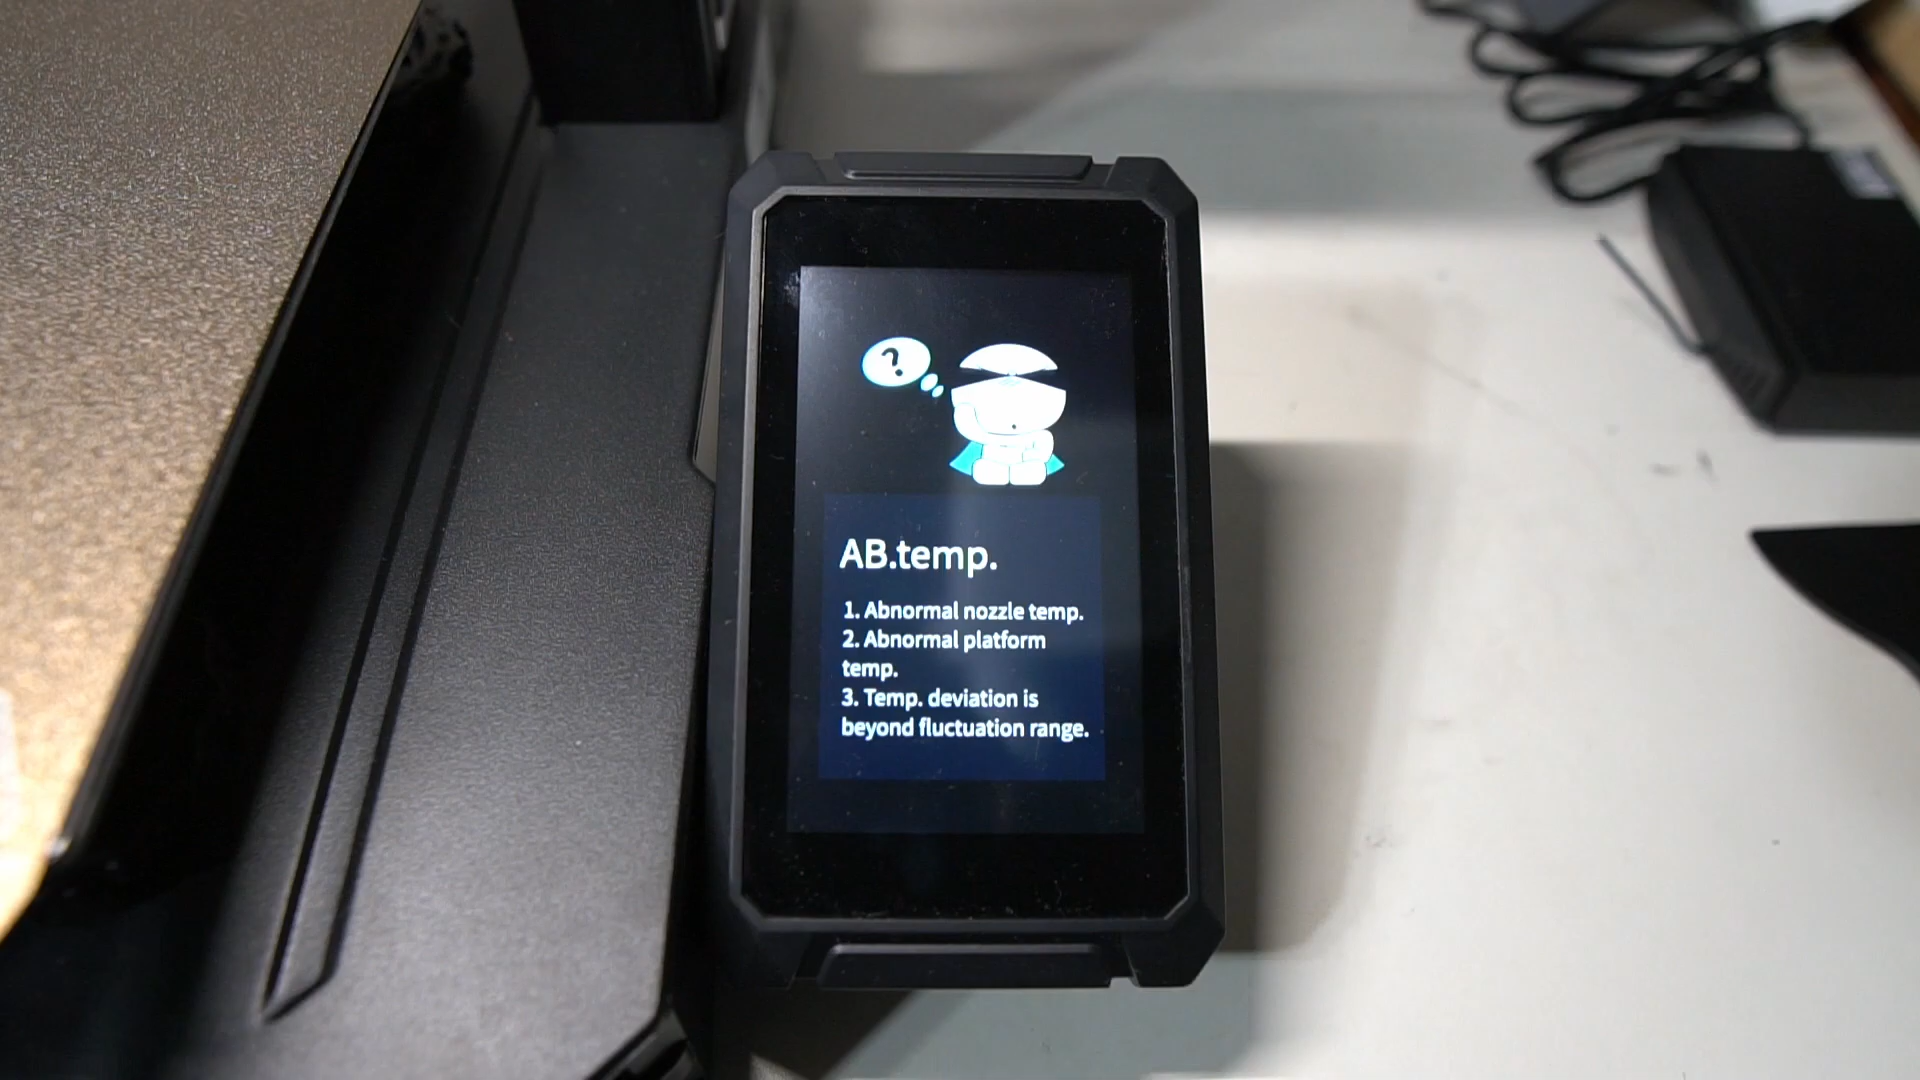 ?
AB.temp.
1. Abnormal nozzle temp.
2. Abnormal platform
temp.
3. Temp. deviation is
beyond fluctuation range.